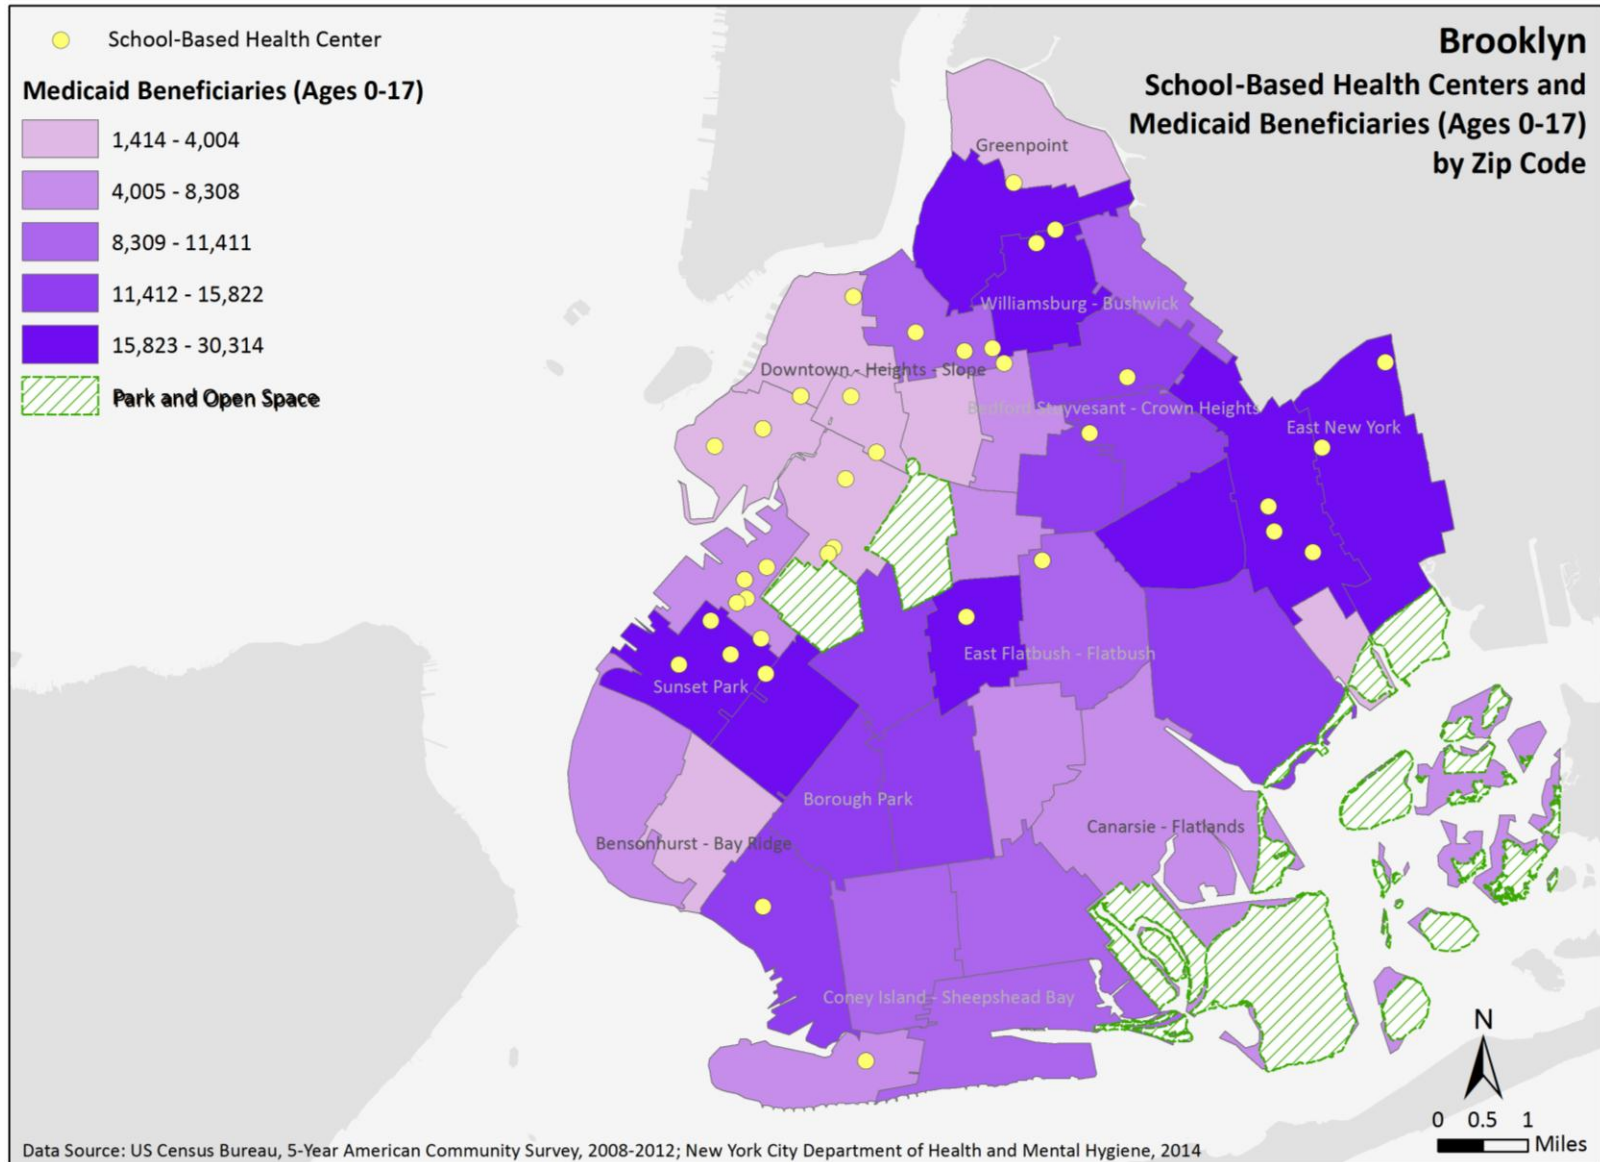 School-Based Health Center
Medicaid Beneficiaries (Ages 0-17)
1,414 - 4,004
4,005 - 8,308
8,309 - 11,411
11,412 - 15,822
15,823 - 30,314
Park and Open Space
Brooklyn
School-Based Health Centers and
Medicaid Beneficiaries (Ages 0-17)
by Zip Code
Greenpoint
Williamsburg - Bushwick
Downtown - Heights - Slope
Bedford Stuyvesant - Crown Heights
East New York
East Flatbush - Flatbush
Sunset Park
Borough Park
Canarsie - Flatlands
Bensonhurst - Bay Ridge
Coney Island - Sheepshead Bay
N
0 0.5 1
Miles
Data Source: US Census Bureau, 5-Year American Community Survey, 2008-2012; New York City Department of Health and Mental Hygiene, 2014